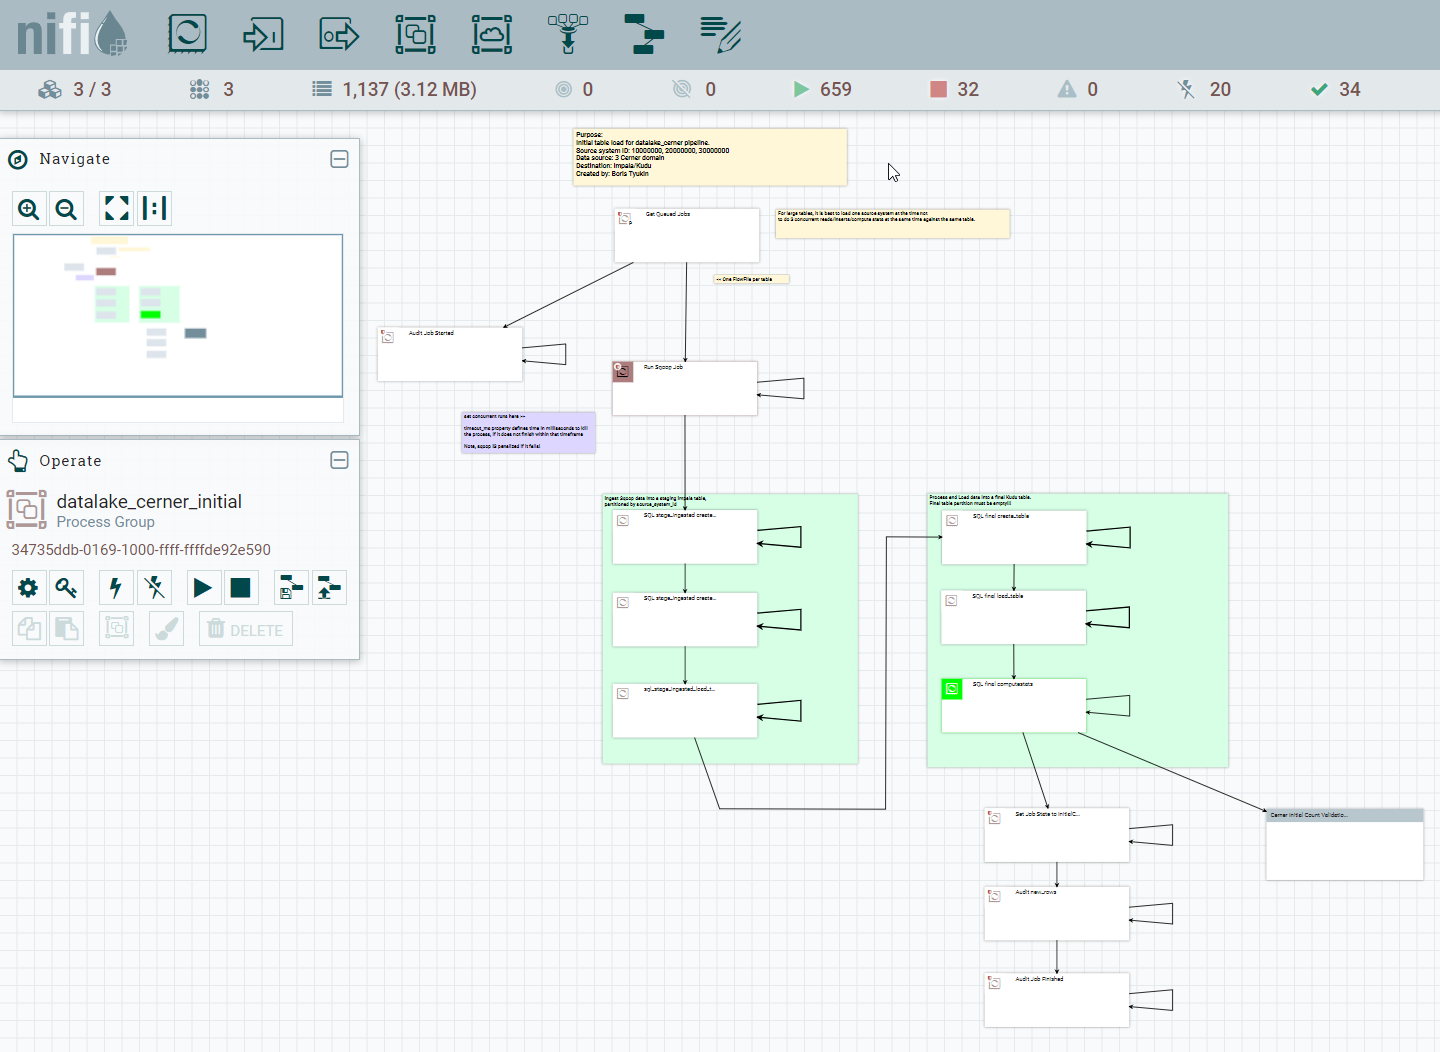 nifi
3 / 3
3
1,137 (3.12 MB)
0
0
659
32
0
20
34
Navigate
Operate
datalake_cerner_initial
Process Group
34735ddb-0169-1000-ffff-ffffde92e590
DELETE
Purpose:
Initial table load for datalake_cerner pipeline.
Source system ID: 10000000, 20000000, 30000000
Data source: 3 Cerner domain
Destination: Impala/Kudu
Created by: Boris Tyukin
Get Queued Jobs
P
For large tables, it is best to load one source system at the time not
to do 3 concurrent reads/inserts/compute stats at the same time against the same table.
<< One FlowFile per table
Audit Job Started
Run Sqoop Job
set concurrent runs here >>
timeout_ms property defines time in milliseconds to kill
the process, if it does not finish within that timeframe
Note, sqoop IS penalized if it fails!
Ingest Sqoop data into a staging Impala table,
partitioned by source_system_id
SQL stage_ingested create...
SQL stage_ingested create...
sql_stage_ingested_load_t...
Process and Load data into a final Kudu table.
Final table partition must be empty!!!
SQL final create_table
SQL final load_table
SQL final computestats
Set Job State to InitialC...
Cerner Initial Count Validatio...
Audit new_rows
Audit Job Finished